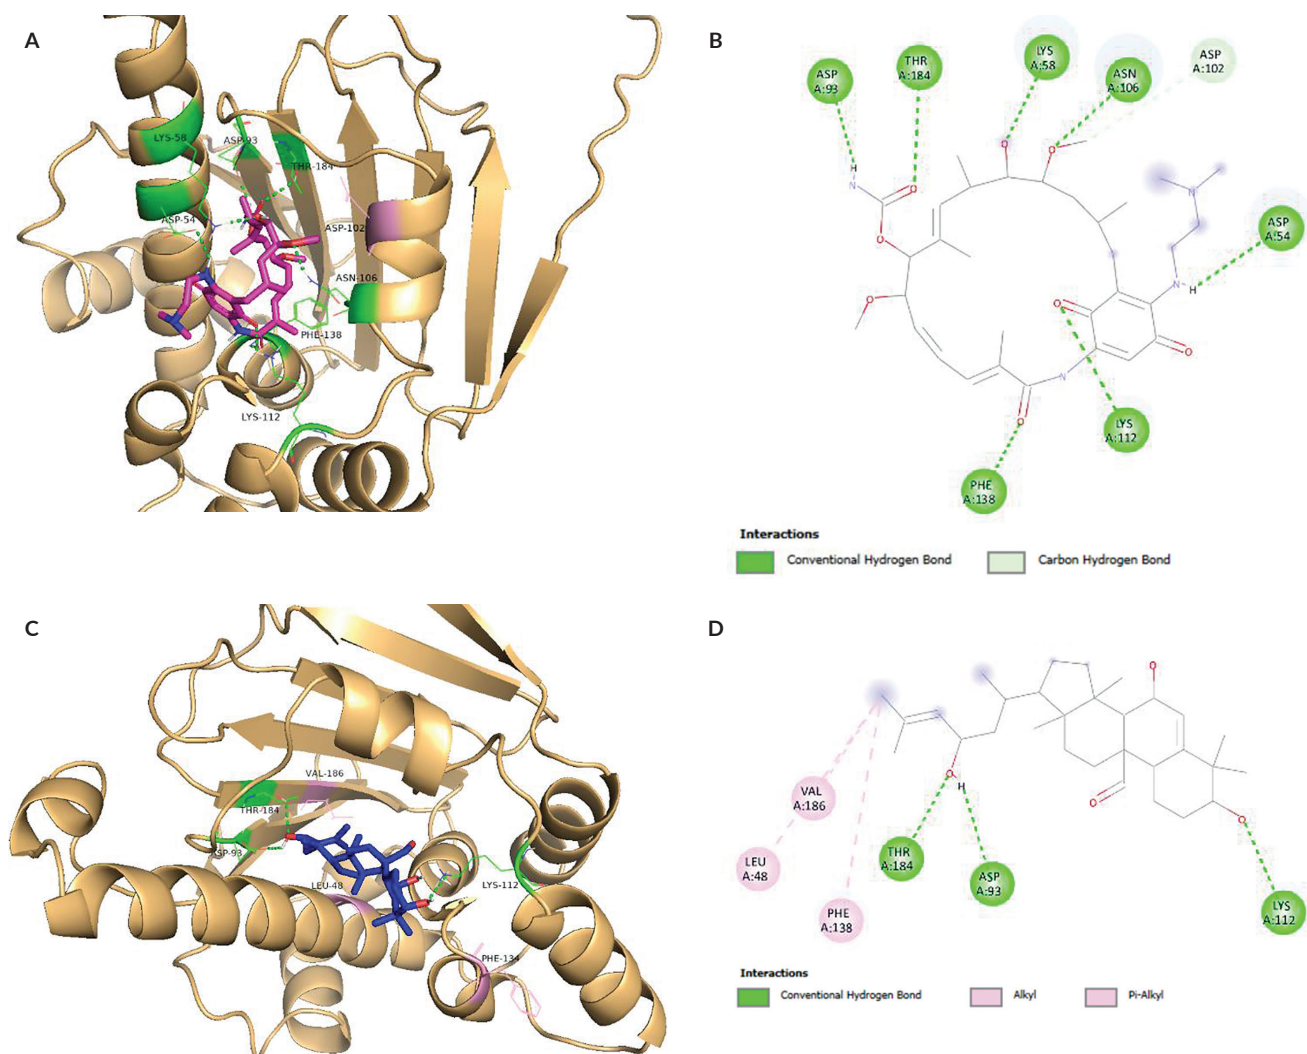 A
LYS-58
ASP-93
THR-184
ASP-54
ASP-102
ASN-106
PHE-138
LYS-112
B
ASP
A:93
THR
A:184
LYS
A:58
ASN
A:106
ASP
A:102
H
N
O
O
O
O
N
O
N
H
ASP
A:54
O
O
N
O
LYS
A:112
PHE
A:138
Interactions
Conventional Hydrogen Bond
Carbon Hydrogen Bond
C
VAL-186
THR-184
ASP-93
LEU-48
LYS-112
PHE-134
D
O
O
H
O
O
VAL
A:186
LEU
A:48
THR
A:184
ASP
A:93
PHE
A:138
LYS
A:112
Interactions
Conventional Hydrogen Bond
Alkyl
Pi-Alkyl